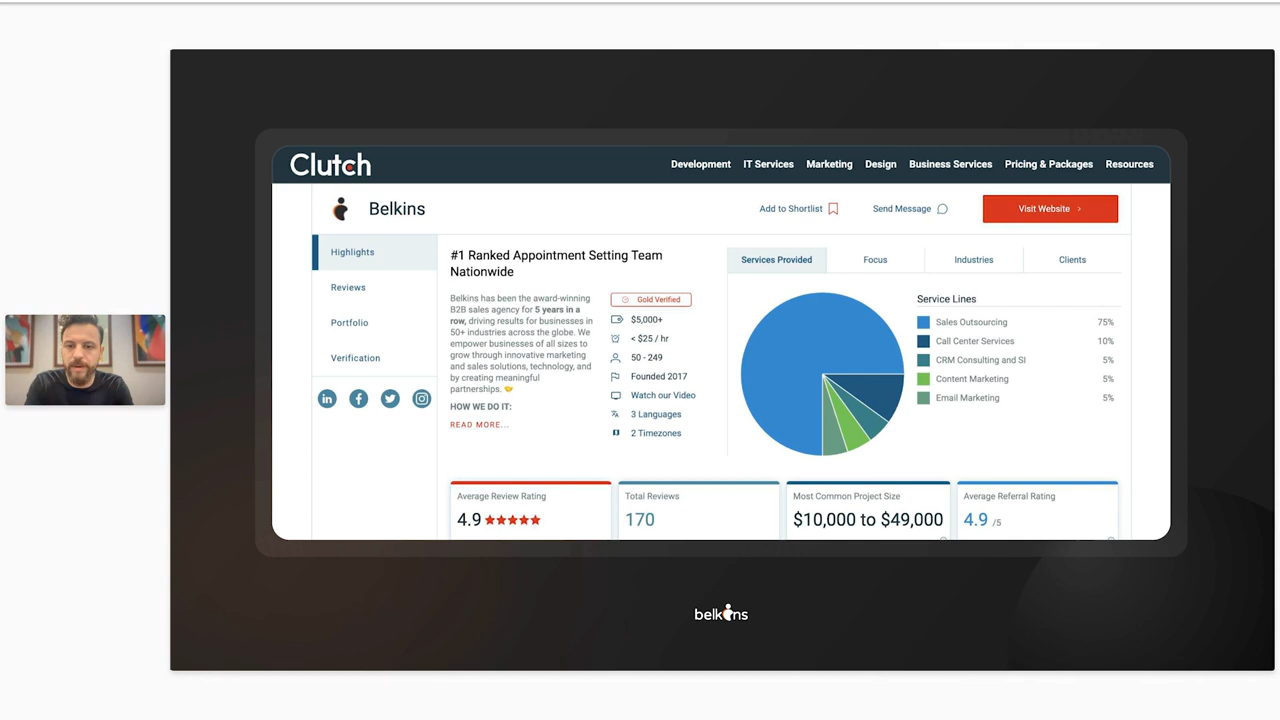 Clutch
Development IT Services Marketing Design Business Services Pricing & Packages Resources
Belkins
Add to Shortlist
Send Message
Visit Website
Highlights
Reviews
Portfolio
Verification
#1 Ranked Appointment Setting Team
Nationwide
Belkins has been the award-winning
B2B sales agency for 5 years in a
row, driving results for businesses in
50+ industries across the globe. We
empower businesses of all sizes to
grow through innovative marketing
and sales solutions, technology, and
by creating meaningful
partnerships. 🤝
HOW WE DO IT:
READ MORE...
Gold Verified
$5,000+
< $25 / hr
50 - 249
Founded 2017
Watch our Video
3 Languages
2 Timezones
Services Provided Focus Industries Clients
Service Lines
Sales Outsourcing 75%
Call Center Services 10%
CRM Consulting and SI 5%
Content Marketing 5%
Email Marketing 5%
Average Review Rating
4.9
Total Reviews
170
Most Common Project Size
$10,000 to $49,000
Average Referral Rating
4.9 /5
belkins